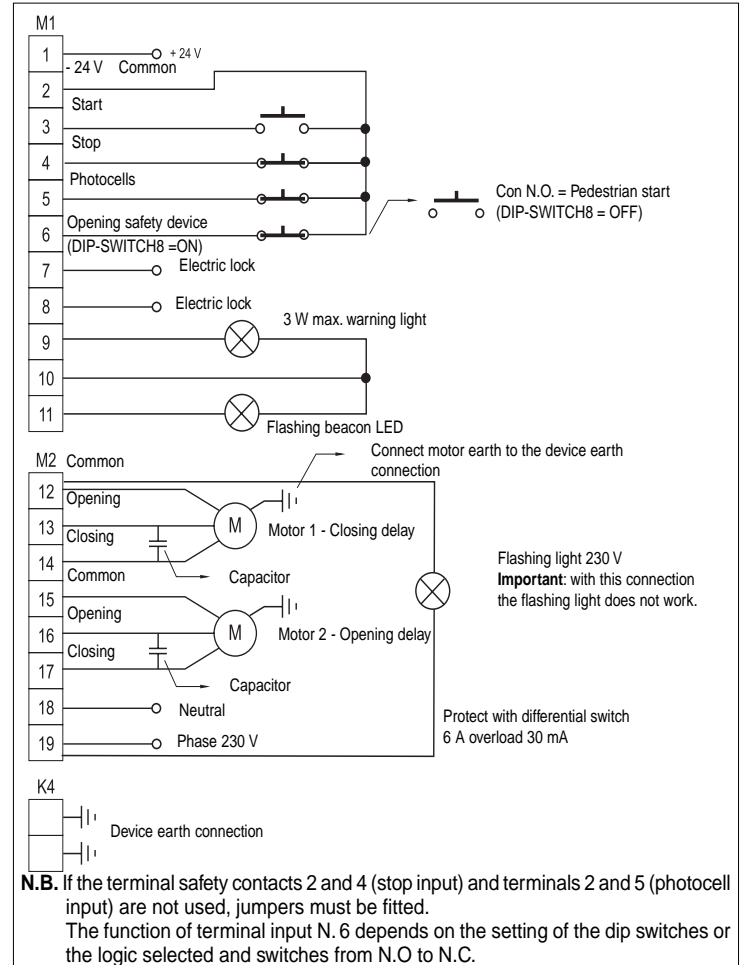 M1
1
+ 24 V
- 24 V Common
2
Start
3
Stop
4
Photocells
5
Con N.O. = Pedestrian start
(DIP-SWITCH8 = OFF)
Opening safety device
6
(DIP-SWITCH8 =ON)
7
Electric lock
8
Electric lock
3 W max. warning light
9
10
11
Flashing beacon LED
Connect motor earth to the device earth
connection
M2 Common
12
Opening
13
M
Motor 1 - Closing delay
Closing
14
Capacitor
Common
Flashing light 230 V
Important: with this connection
the flashing light does not work.
15
Opening
16
M
Motor 2 - Opening delay
Closing
17
Capacitor
18
Neutral
Protect with differential switch
6 A overload 30 mA
19
Phase 230 V
K4
Device earth connection
N.B. If the terminal safety contacts 2 and 4 (stop input) and terminals 2 and 5 (photocell
input) are not used, jumpers must be fitted.
The function of terminal input N. 6 depends on the setting of the dip switches or
the logic selected and switches from N.O to N.C.